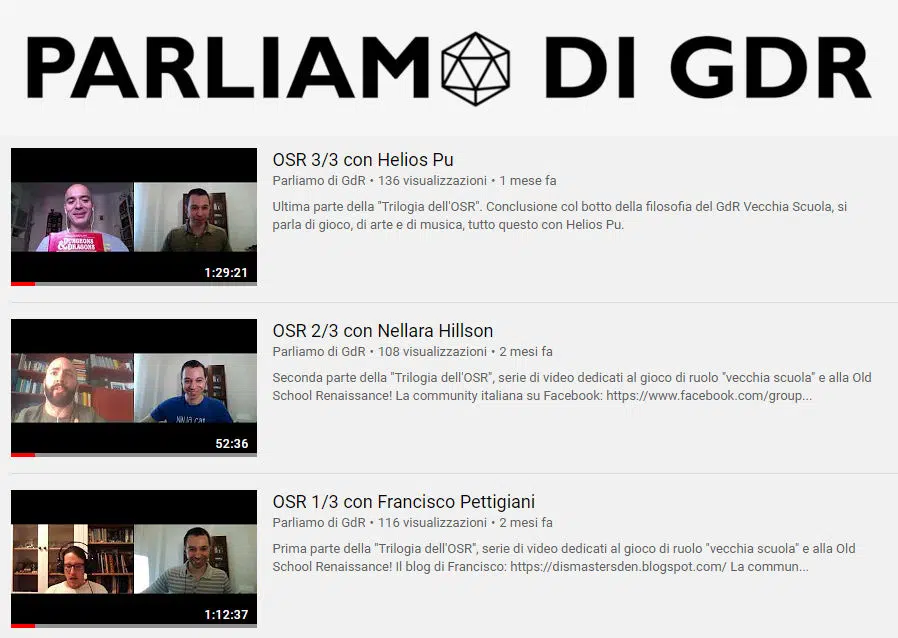 PARLIAMO DI GDR
OSR 3/3 con Helios Pu
Parliamo di GdR • 136 visualizzazioni • 1 mese fa
Ultima parte della "Trilogia dell'OSR". Conclusione col botto della filosofia del GdR Vecchia Scuola, si
parla di gioco, di arte e di musica, tutto questo con Helios Pu.
DUNGEONS
& DRAGONS
1:29:21
OSR 2/3 con Nellara Hillson
Parliamo di GdR • 108 visualizzazioni • 2 mesi fa
Seconda parte della "Trilogia dell'OSR", serie di video dedicati al gioco di ruolo "vecchia scuola" e alla Old
School Renaissance! La community italiana su Facebook: https://www.facebook.com/group...
NINJA CAT
52:36
OSR 1/3 con Francisco Pettigiani
Parliamo di GdR • 116 visualizzazioni • 2 mesi fa
Prima parte della "Trilogia dell'OSR", serie di video dedicati al gioco di ruolo "vecchia scuola" e alla Old
School Renaissance! Il blog di Francisco: https://dismastersden.blogspot.com/ La commun...
1:12:37